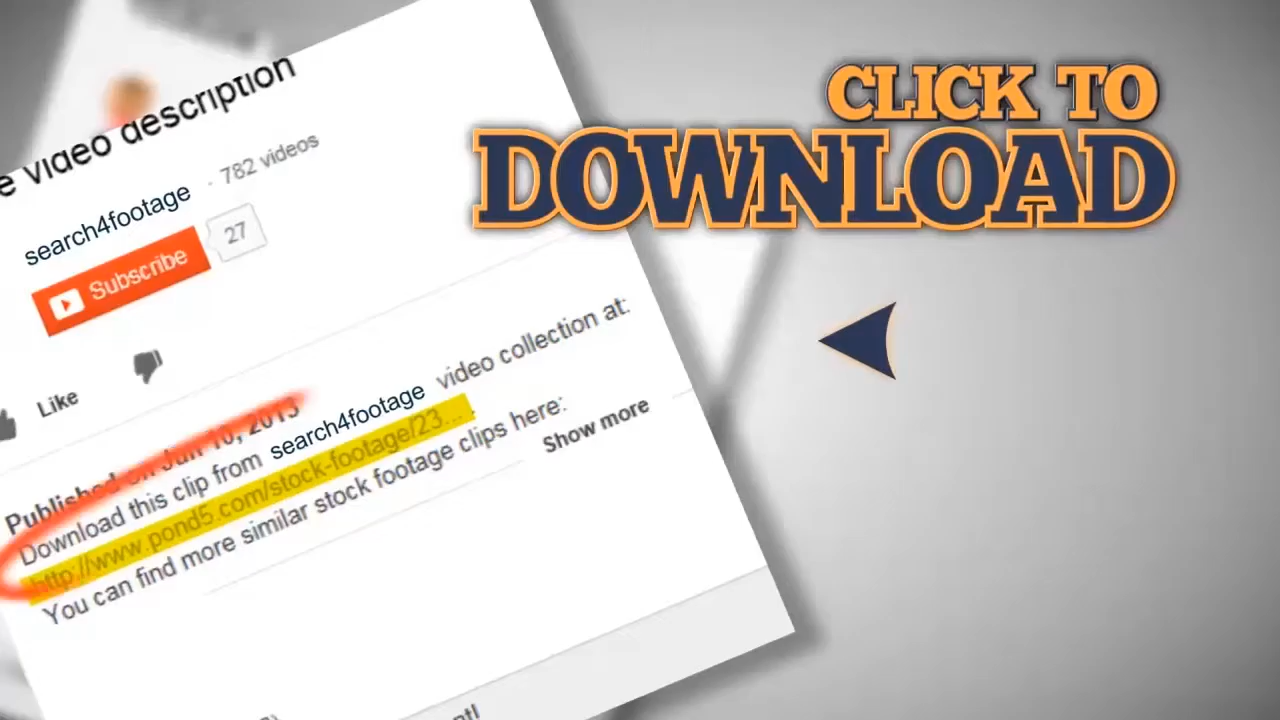 CLICK TO
DOWNLOAD
e video description
search4footage · 782 videos
Subscribe 27
Like
Published on Jun 10, 2013
Download this clip from search4footage video collection at:
http://www.pond5.com/stock-footage/23... .
You can find more similar stock footage clips here:
Show more